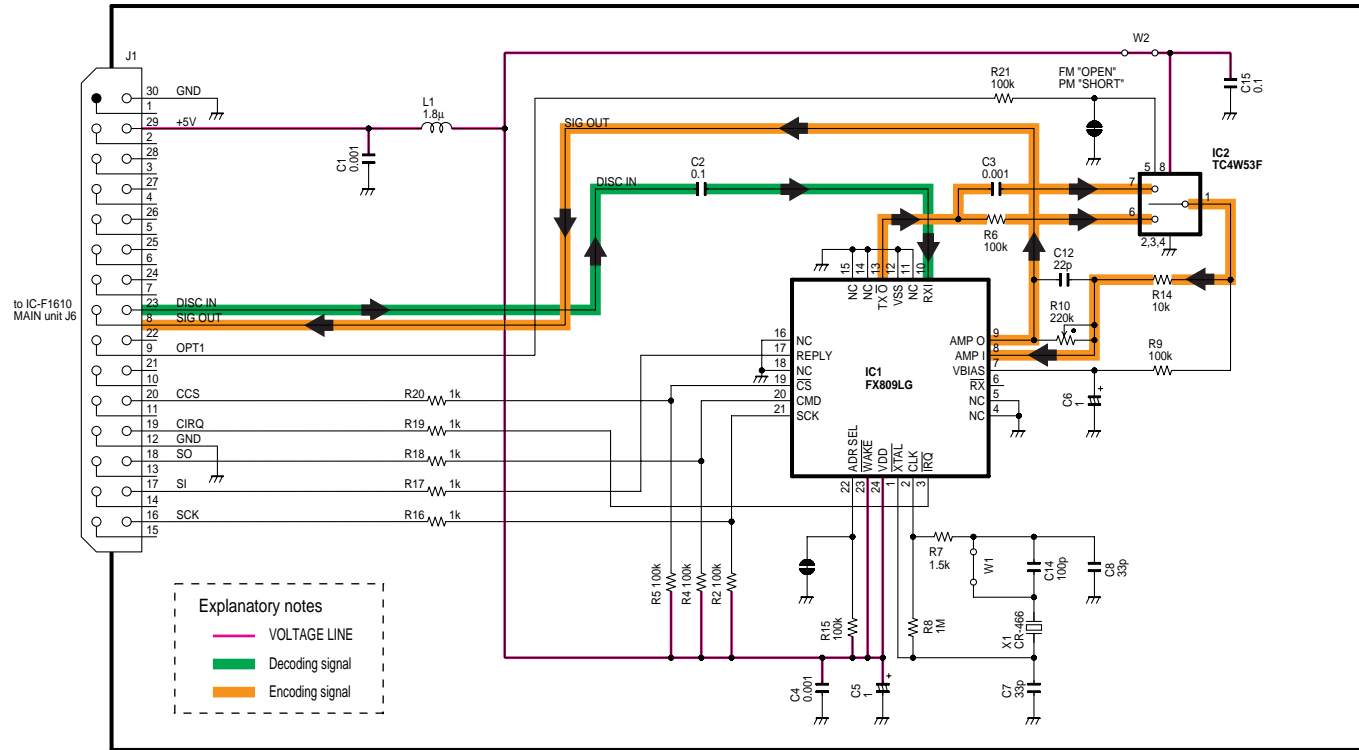 J1
30 GND
1
29 +5V
2
28
3
27
4
26
5
25
6
24
7
23 DISC IN
8 SIG OUT
22
9 OPT1
21
10
20 CCS
11
19 CIRQ
12 GND
18 SO
13
17 SI
14
16 SCK
15
to IC-F1610
MAIN unit J6
C1
0.001
L1
1.8µ
SIG OUT
DISC IN
C2
0.1
W2
C15
0.1
R21
100k
FM "OPEN"
PM "SHORT"
IC2
TC4W53F
5 8
7
1
6
2,3,4
C3
0.001
R6
100k
C12
22p
R14
10k
R10
220k
R9
100k
C6
1
+
15 14 13 12 11 10
NC NC TX O VSS NC RXI
16 NC
17 REPLY
18 NC
19 CS
20 CMD
21 SCK
IC1
FX809LG
AMP O 9
AMP I 8
VBIAS 7
RX 6
NC 5
NC 4
ADR SEL WAKE VDD XTAL CLK IRQ
22 23 24 1 2 3
R20 1k
R19 1k
R18 1k
R17 1k
R16 1k
R5 100k
R4 100k
R2 100k
R15
100k
R8
1M
R7
1.5k
W1
C14
100p
C8
33p
X1
CR-466
C7
33p
C4
0.001
C5
1
+
Explanatory notes
VOLTAGE LINE
Decoding signal
Encoding signal